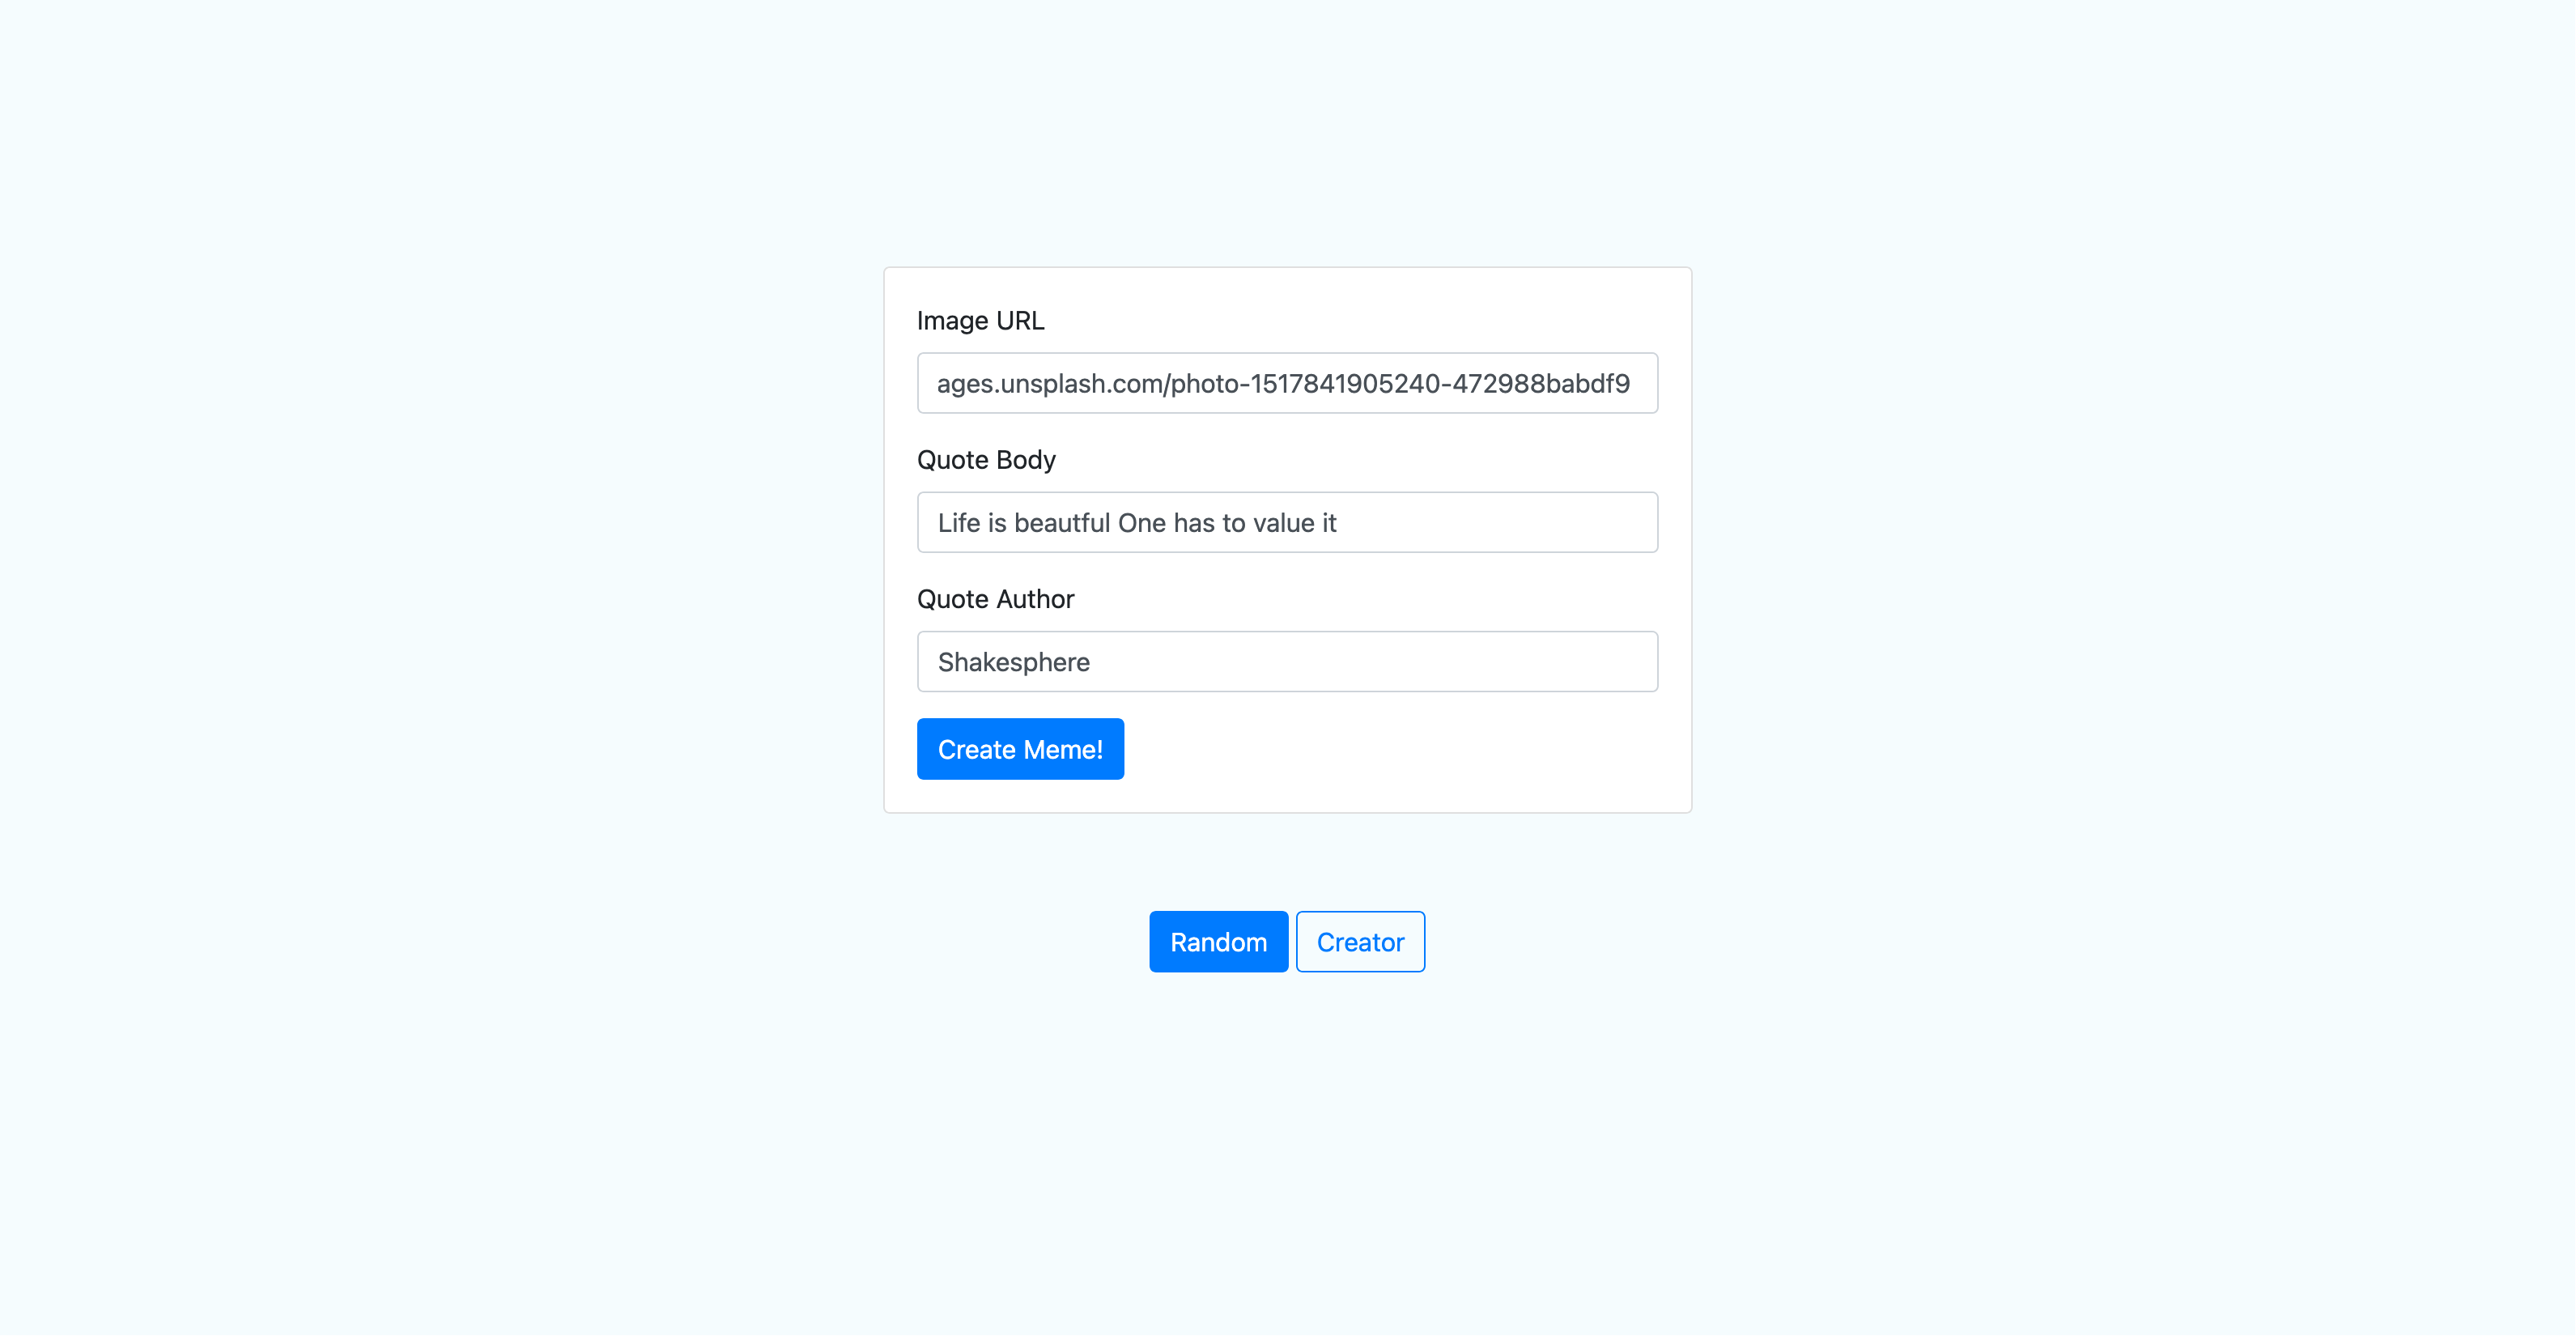 Image URL
ages.unsplash.com/photo-1517841905240-472988babdf9
Quote Body
Life is beautful One has to value it
Quote Author
Shakesphere
Create Meme!
Random Creator